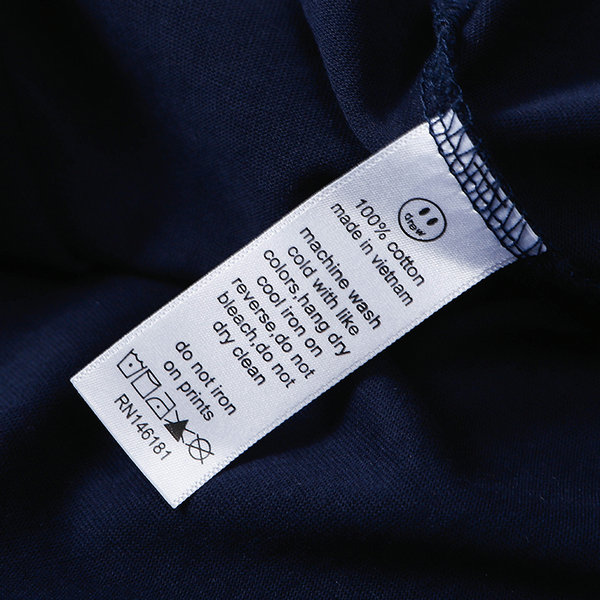 drew
100% cotton
made in vietnam
machine wash
cold with like
colors,hang dry
cool iron on
reverse,do not
bleach,do not
dry clean
do not iron
on prints
RN146181